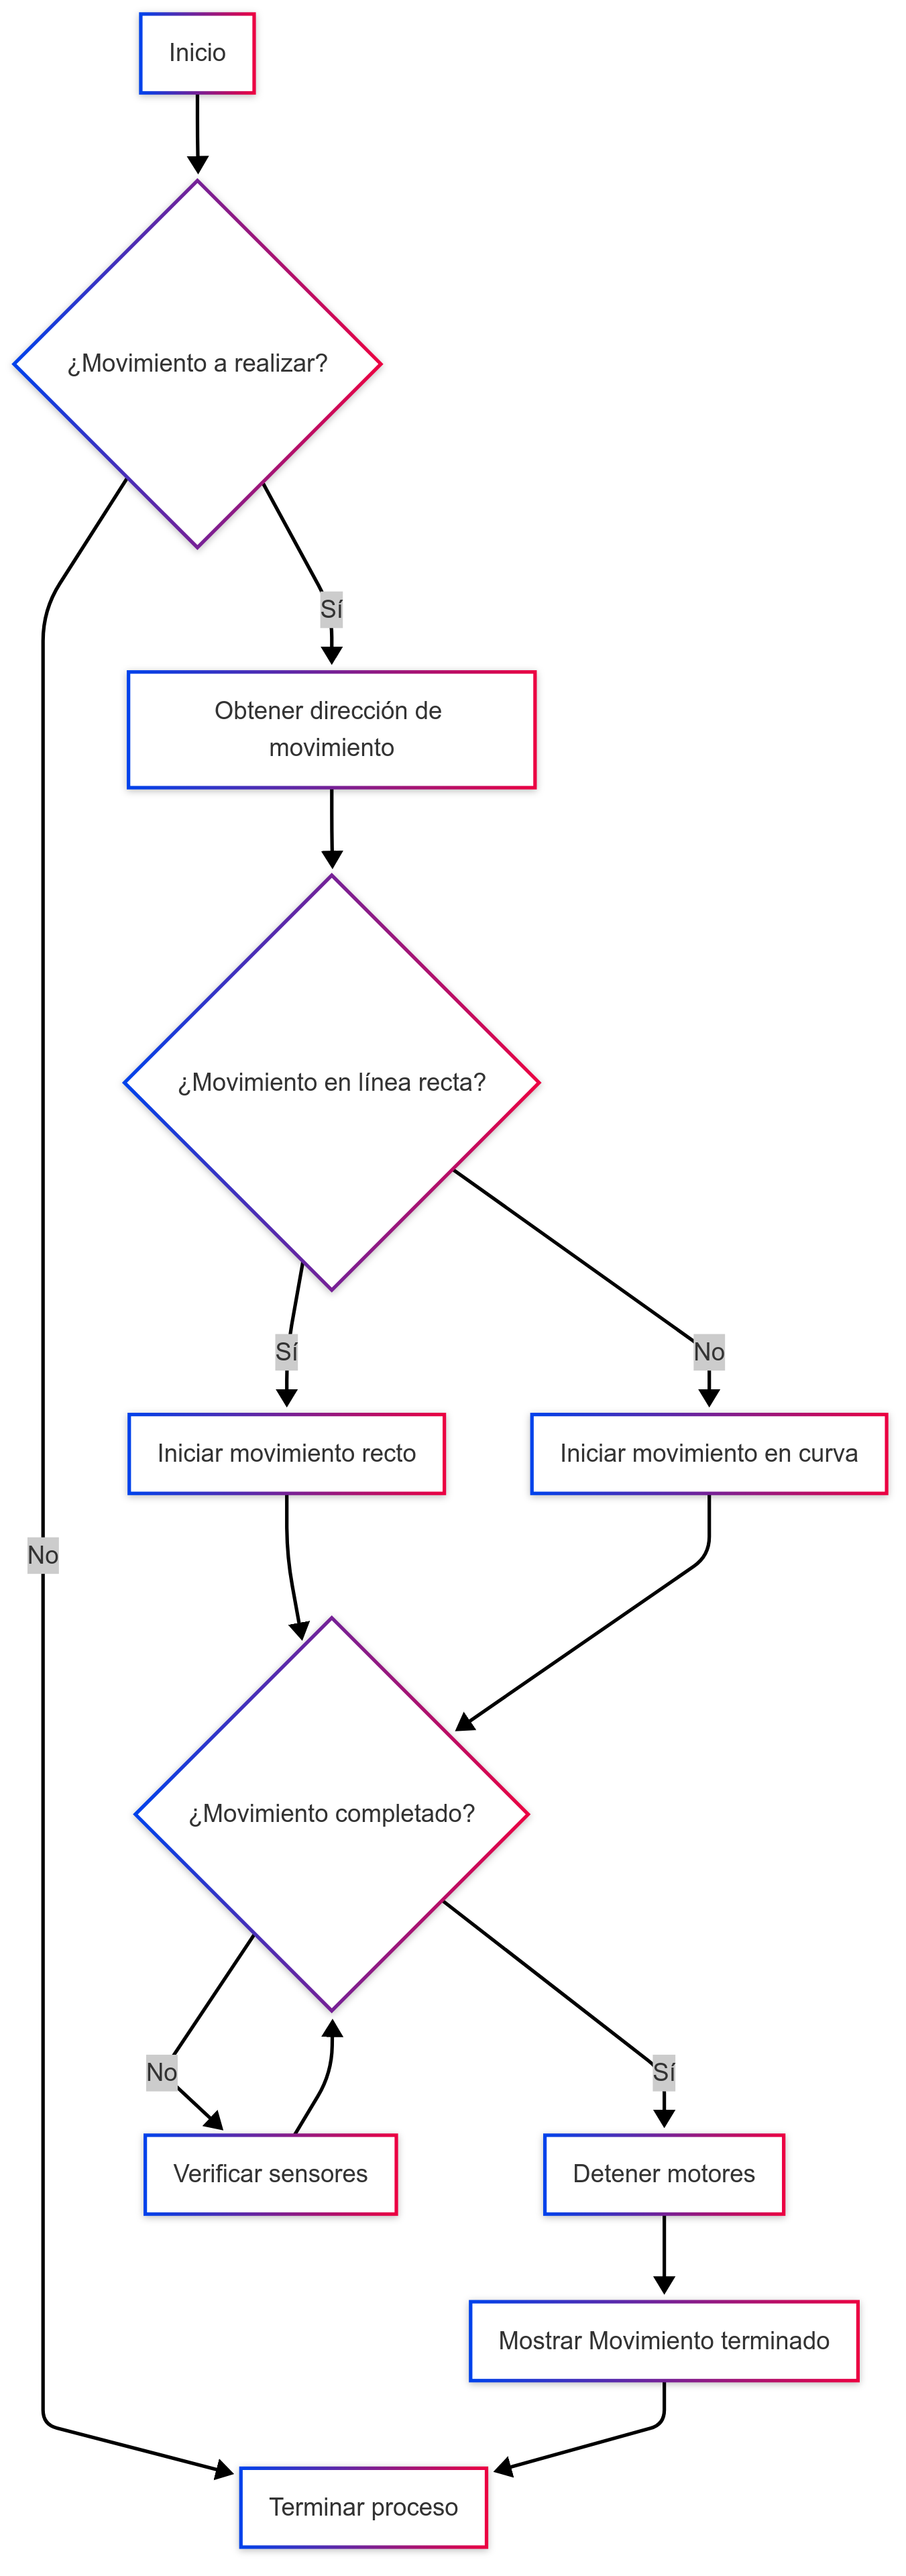 Inicio
¿Movimiento a realizar?
Sí
Obtener dirección de
movimiento
¿Movimiento en línea recta?
Sí
No
Iniciar movimiento recto
Iniciar movimiento en curva
No
¿Movimiento completado?
No
Sí
Verificar sensores
Detener motores
Mostrar Movimiento terminado
Terminar proceso